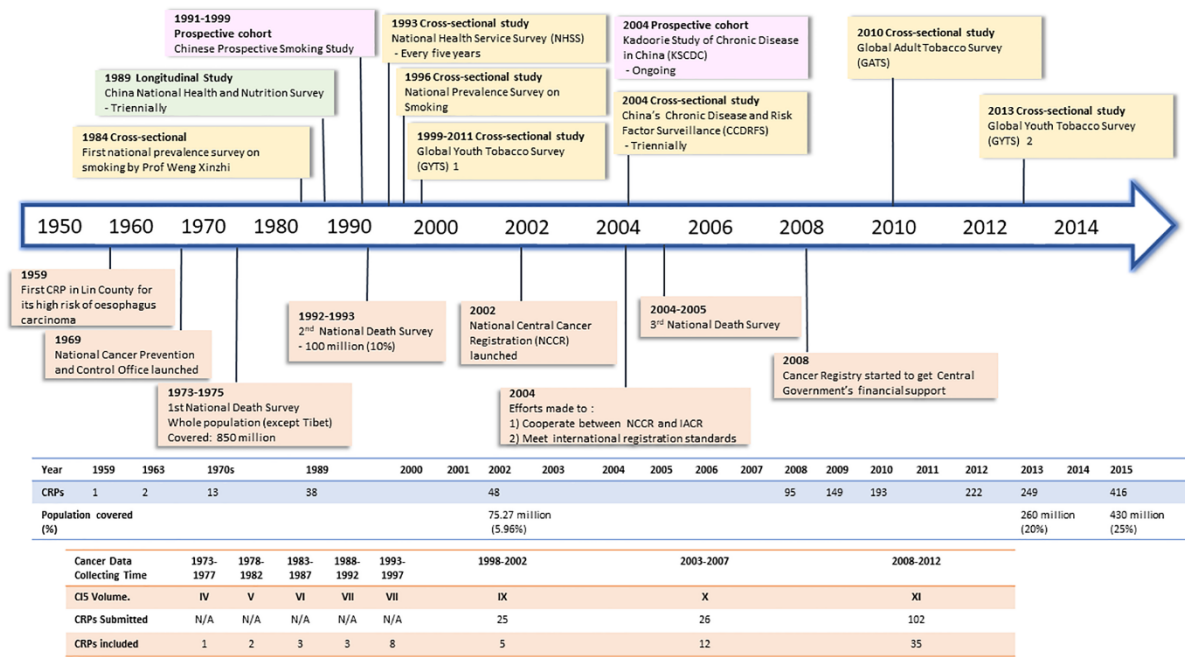 1991-1999
Prospective cohort
Chinese Prospective Smoking Study
1993 Cross-sectional study
National Health Service Survey (NHSS)
- Every five years
2004 Prospective cohort
Kadoorie Study of Chronic Disease
in China (KSCDC)
- Ongoing
2010 Cross-sectional study
Global Adult Tobacco Survey
(GATS)
1989 Longitudinal Study
China National Health and Nutrition Survey
- Triennially
1996 Cross-sectional study
National Prevalence Survey on
Smoking
2004 Cross-sectional study
China's Chronic Disease and Risk
Factor Surveillance (CCDRFS)
- Triennially
2013 Cross-sectional study
Global Youth Tobacco Survey
(GYTS) 2
1984 Cross-sectional
First national prevalence survey on
smoking by Prof Weng Xinzhi
1999-2011 Cross-sectional study
Global Youth Tobacco Survey
(GYTS) 1
1950 1960 1970 1980 1990 2000 2002 2004 2006 2008 2010 2012 2014
1959
First CRP in Lin County for
its high risk of oesophagus
carcinoma
1969
National Cancer Prevention
and Control Office launched
1973-1975
1st National Death Survey
Whole population (except Tibet)
Covered: 850 million
1992-1993
2nd National Death Survey
- 100 million (10%)
2002
National Central Cancer
Registration (NCCR)
launched
2004
Efforts made to :
1) Cooperate between NCCR and IACR
2) Meet international registration standards
2004-2005
3rd National Death Survey
2008
Cancer Registry started to get Central
Government's financial support
Year 1959 1963 1970s 1989 2000 2001 2002 2003 2004 2005 2006 2007 2008 2009 2010 2011 2012 2013 2014 2015
CRPs 1 2 13 38 48 95 149 193 222 249 416
Population covered 75.27 million 260 million 430 million
(%) (5.96%) (20%) (25%)
Cancer Data 1973- 1978- 1983- 1988- 1993- 1998-2002 2003-2007 2008-2012
Collecting Time 1977 1982 1987 1992 1997
CI5 Volume. IV V VI VII VII IX X XI
CRPs Submitted N/A N/A N/A N/A N/A 25 26 102
CRPs included 1 2 3 3 8 5 12 35